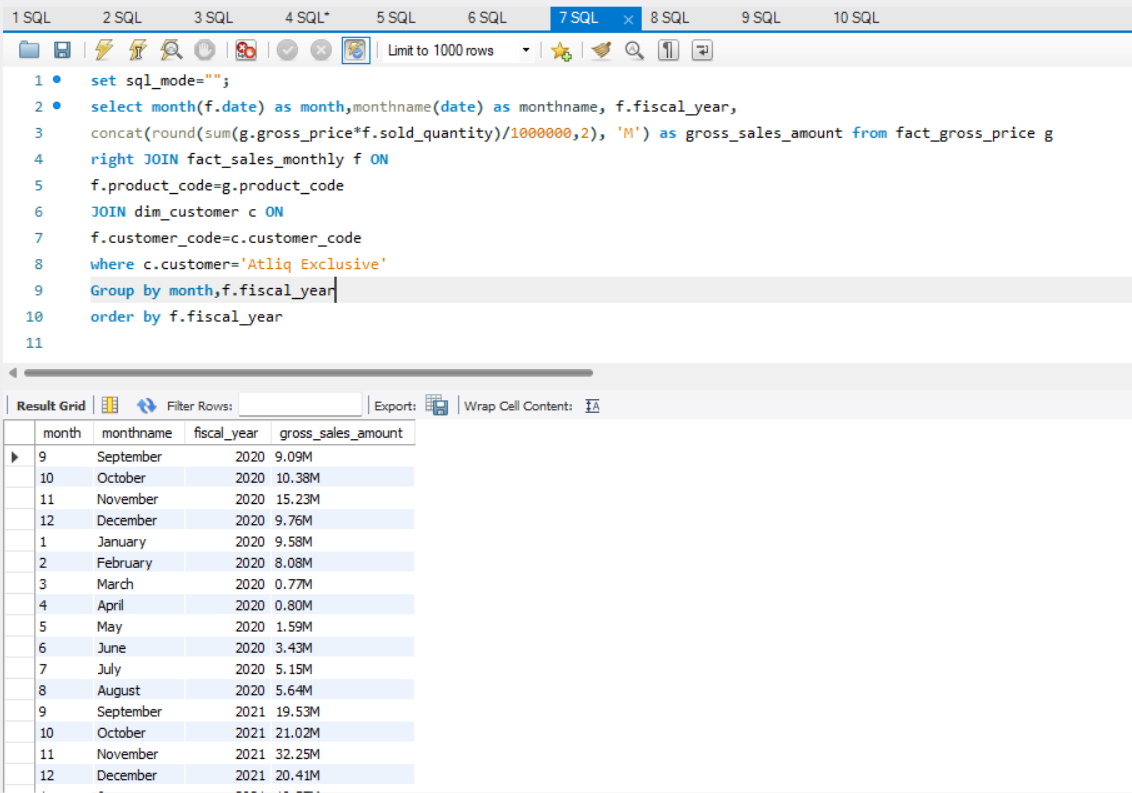 1 SQL 2 SQL 3 SQL 4 SQL* 5 SQL 6 SQL 7 SQL × 8 SQL 9 SQL 10 SQL
Limit to 1000 rows
1 set sql_mode="";
2 select month(f.date) as month,monthname(date) as monthname, f.fiscal_year,
3 concat(round(sum(g.gross_price*f.sold_quantity)/1000000,2), 'M') as gross_sales_amount from fact_gross_price g
4 right JOIN fact_sales_monthly f ON
5 f.product_code=g.product_code
6 JOIN dim_customer c ON
7 f.customer_code=c.customer_code
8 where c.customer='Atliq Exclusive'
9 Group by month,f.fiscal_year
10 order by f.fiscal_year
11
Result Grid Filter Rows: Export: Wrap Cell Content: IA
month monthname fiscal_year gross_sales_amount
9 September 2020 9.09M
10 October 2020 10.38M
11 November 2020 15.23M
12 December 2020 9.76M
1 January 2020 9.58M
2 February 2020 8.08M
3 March 2020 0.77M
4 April 2020 0.80M
5 May 2020 1.59M
6 June 2020 3.43M
7 July 2020 5.15M
8 August 2020 5.64M
9 September 2021 19.53M
10 October 2021 21.02M
11 November 2021 32.25M
12 December 2021 20.41M